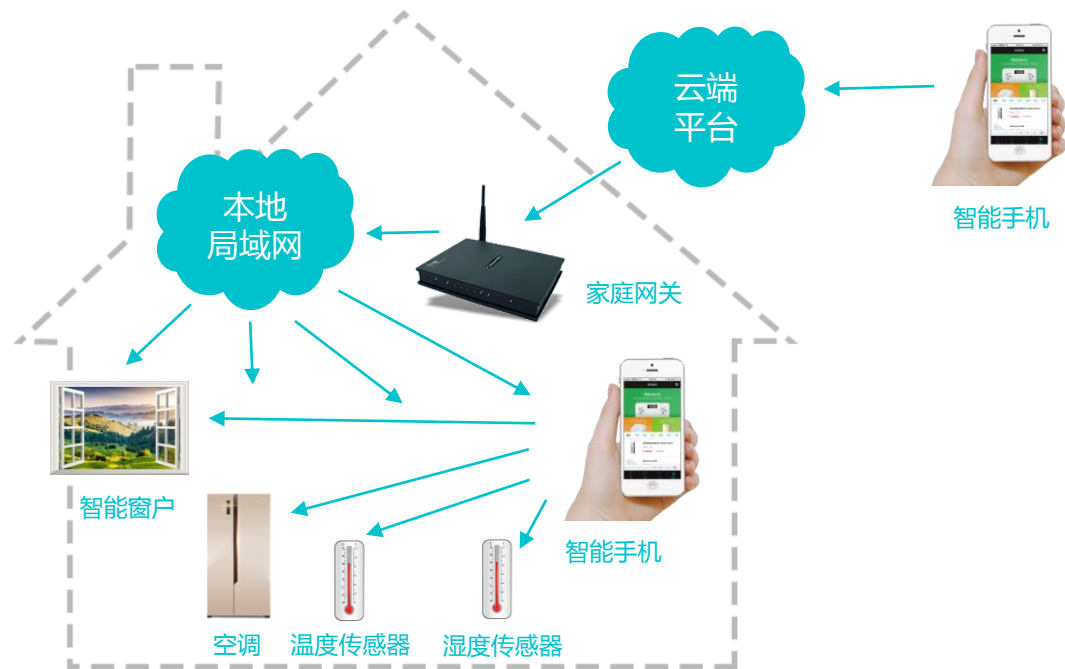 云端
平台
智能手机
本地
局域网
家庭网关
智能窗户
智能手机
空调
温度传感器
湿度传感器